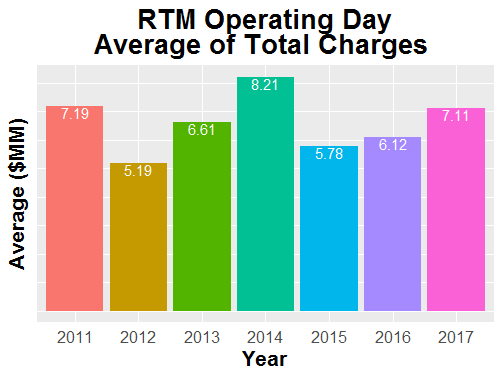 RTM Operating Day
Average of Total Charges
Average ($MM)
7.19
5.19
6.61
8.21
5.78
6.12
7.11
2011 2012 2013 2014 2015 2016 2017
Year